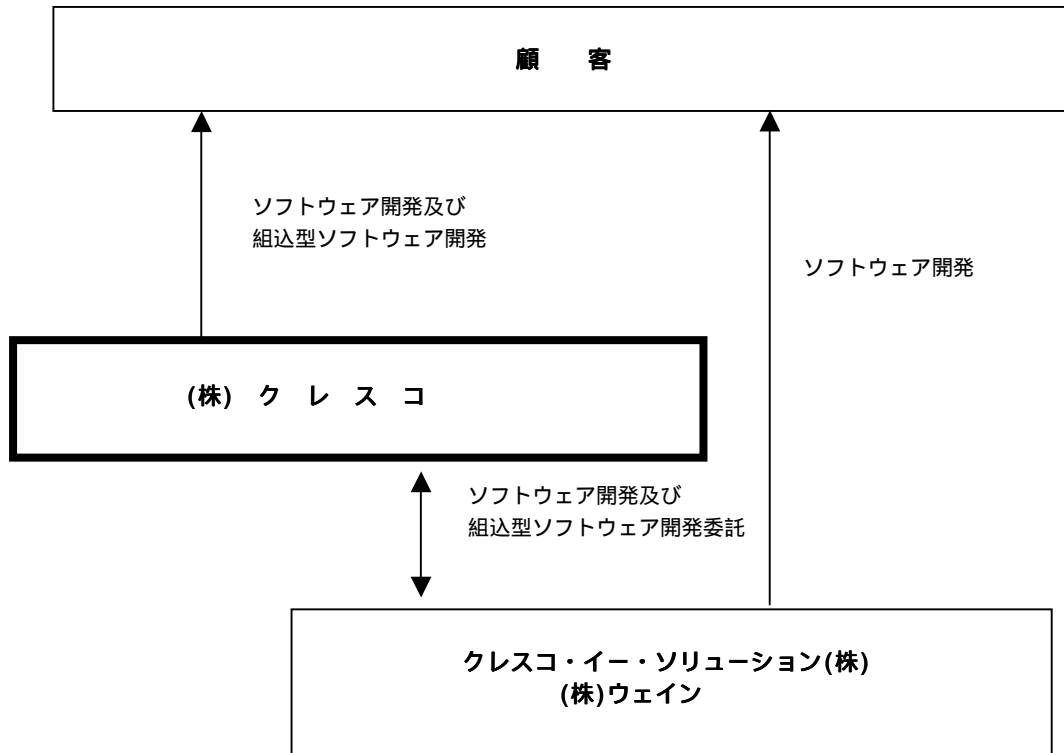 顧 客
ソフトウェア開発及び
組込型ソフトウェア開発
ソフトウェア開発
(株) ク レ ス コ
ソフトウェア開発及び
組込型ソフトウェア開発委託
クレスコ・イー・ソリューション(株)
(株)ウェイン